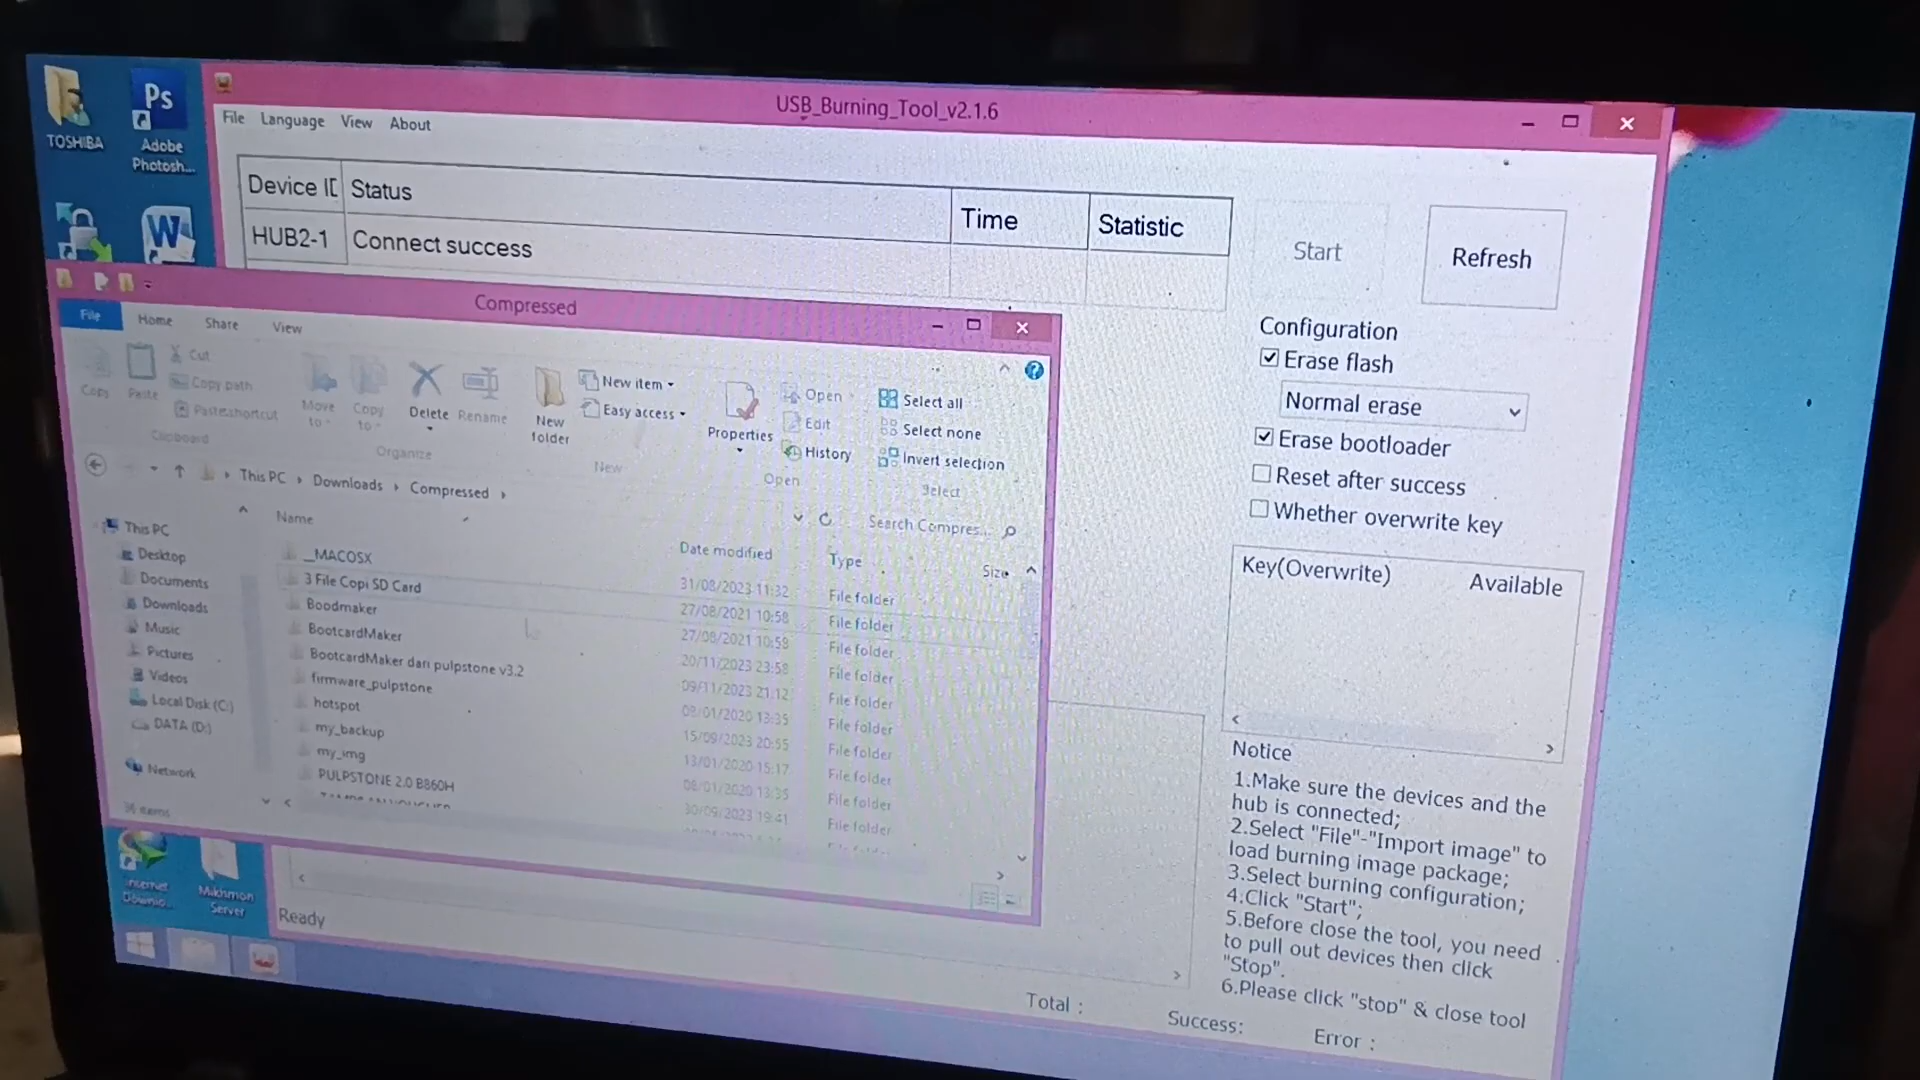 USB_Burning_Tool_v2.1.6
File Language View About
Device ID Status Time Statistic
HUB2-1 Connect success
Start
Refresh
Configuration
Erase flash
Normal erase
Erase bootloader
Reset after success
Whether overwrite key
Key(Overwrite) Available
Notice
1.Make sure the devices and the
hub is connected;
2.Select "File"-"Import image" to
load burning image package;
3.Select burning configuration;
4.Click "Start";
5.Before close the tool, you need
to pull out devices then click
"Stop".
6.Please click "stop" & close tool
Total :
Success:
Error :
Ready
TOSHIBA
Ps
Adobe
Photosh...
W
Compressed
File Home Share View
Copy
Paste
Cut
Copy path
Paste shortcut
Clipboard
Move
to
Copy
to
Delete
Rename
Organize
New
folder
New item
Easy access
New
Properties
Open
Edit
History
Open
Select all
Select none
Invert selection
Select
This PC Downloads Compressed
Search Compres...
Name Date modified Type Size
__MACOSX 31/08/2023 11:32 File folder
3 File Copi SD Card 27/08/2021 10:58 File folder
Boodmaker 27/08/2021 10:58 File folder
BootcardMaker 20/11/2023 23:58 File folder
BootcardMaker dari pulpstone v3.2 09/11/2023 21:12 File folder
firmware_pulpstone 08/01/2020 13:35 File folder
hotspot 15/09/2023 20:55 File folder
my_backup 13/01/2020 15:17 File folder
my_img 08/01/2020 13:35 File folder
PULPSTONE 2.0 B860H 30/09/2023 19:41 File folder
This PC
Desktop
Documents
Downloads
Music
Pictures
Videos
Local Disk (C:)
DATA (D:)
Network
items
Internet
Downlo...
Mikhmon
Server